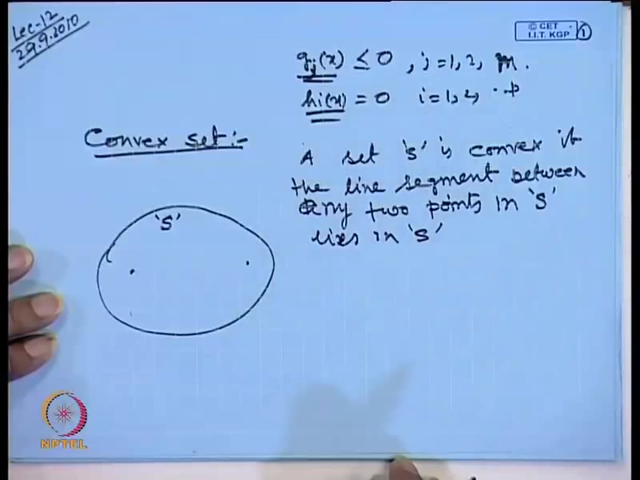 Lec-12
29.9.2010
© CET
I.I.T. KGP
1
gj(x) ≤ 0 , j=1,2, m.
hi(x) = 0 i=1,2, ..p
Convex set:-
A set 's' is convex if
the line segment between
any two points in 's'
lies in 's'
's'
NPTEL